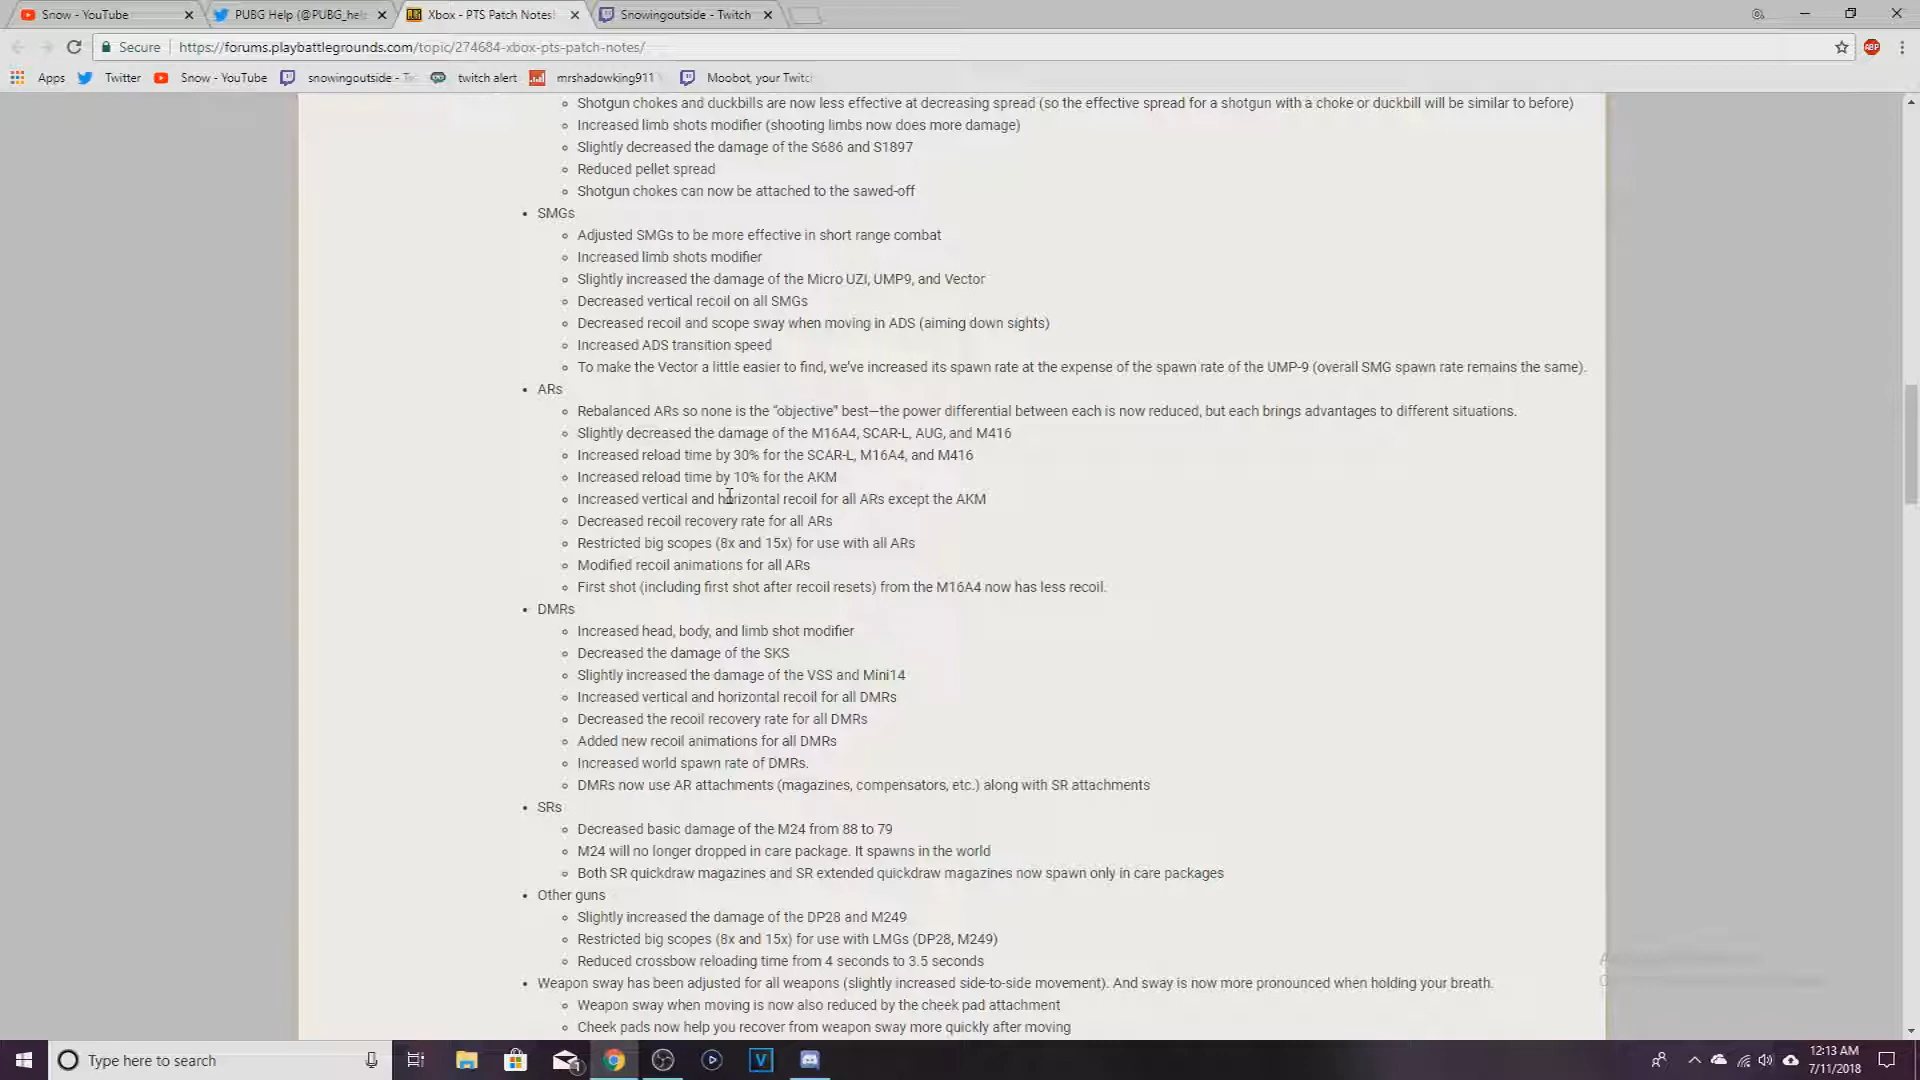 Snow - YouTube
PUBG Help (@PUBG_hel
Xbox - PTS Patch Notes!
Snowingoutside - Twitch
Secure
https://forums.playbattlegrounds.com/topic/274684-xbox-pts-patch-notes/
ABP
Apps
Twitter
Snow - YouTube
snowingoutside - Tw
twitch alert
mrshadowking911
Moobot, your Twitc
Shotgun chokes and duckbills are now less effective at decreasing spread (so the effective spread for a shotgun with a choke or duckbill will be similar to before)
Increased limb shots modifier (shooting limbs now does more damage)
Slightly decreased the damage of the S686 and S1897
Reduced pellet spread
Shotgun chokes can now be attached to the sawed-off
SMGs
Adjusted SMGs to be more effective in short range combat
Increased limb shots modifier
Slightly increased the damage of the Micro UZI, UMP9, and Vector
Decreased vertical recoil on all SMGs
Decreased recoil and scope sway when moving in ADS (aiming down sights)
Increased ADS transition speed
To make the Vector a little easier to find, we've increased its spawn rate at the expense of the spawn rate of the UMP-9 (overall SMG spawn rate remains the same).
ARs
Rebalanced ARs so none is the “objective” best—the power differential between each is now reduced, but each brings advantages to different situations.
Slightly decreased the damage of the M16A4, SCAR-L, AUG, and M416
Increased reload time by 30% for the SCAR-L, M16A4, and M416
Increased reload time by 10% for the AKM
Increased vertical and horizontal recoil for all ARs except the AKM
Decreased recoil recovery rate for all ARs
Restricted big scopes (8x and 15x) for use with all ARs
Modified recoil animations for all ARs
First shot (including first shot after recoil resets) from the M16A4 now has less recoil.
DMRs
Increased head, body, and limb shot modifier
Decreased the damage of the SKS
Slightly increased the damage of the VSS and Mini14
Increased vertical and horizontal recoil for all DMRs
Decreased the recoil recovery rate for all DMRs
Added new recoil animations for all DMRs
Increased world spawn rate of DMRs.
DMRs now use AR attachments (magazines, compensators, etc.) along with SR attachments
SRs
Decreased basic damage of the M24 from 88 to 79
M24 will no longer dropped in care package. It spawns in the world
Both SR quickdraw magazines and SR extended quickdraw magazines now spawn only in care packages
Other guns
Slightly increased the damage of the DP28 and M249
Restricted big scopes (8x and 15x) for use with LMGs (DP28, M249)
Reduced crossbow reloading time from 4 seconds to 3.5 seconds
Weapon sway has been adjusted for all weapons (slightly increased side-to-side movement). And sway is now more pronounced when holding your breath.
Weapon sway when moving is now also reduced by the cheek pad attachment
Cheek pads now help you recover from weapon sway more quickly after moving
Type here to search
12:13 AM
7/11/2018